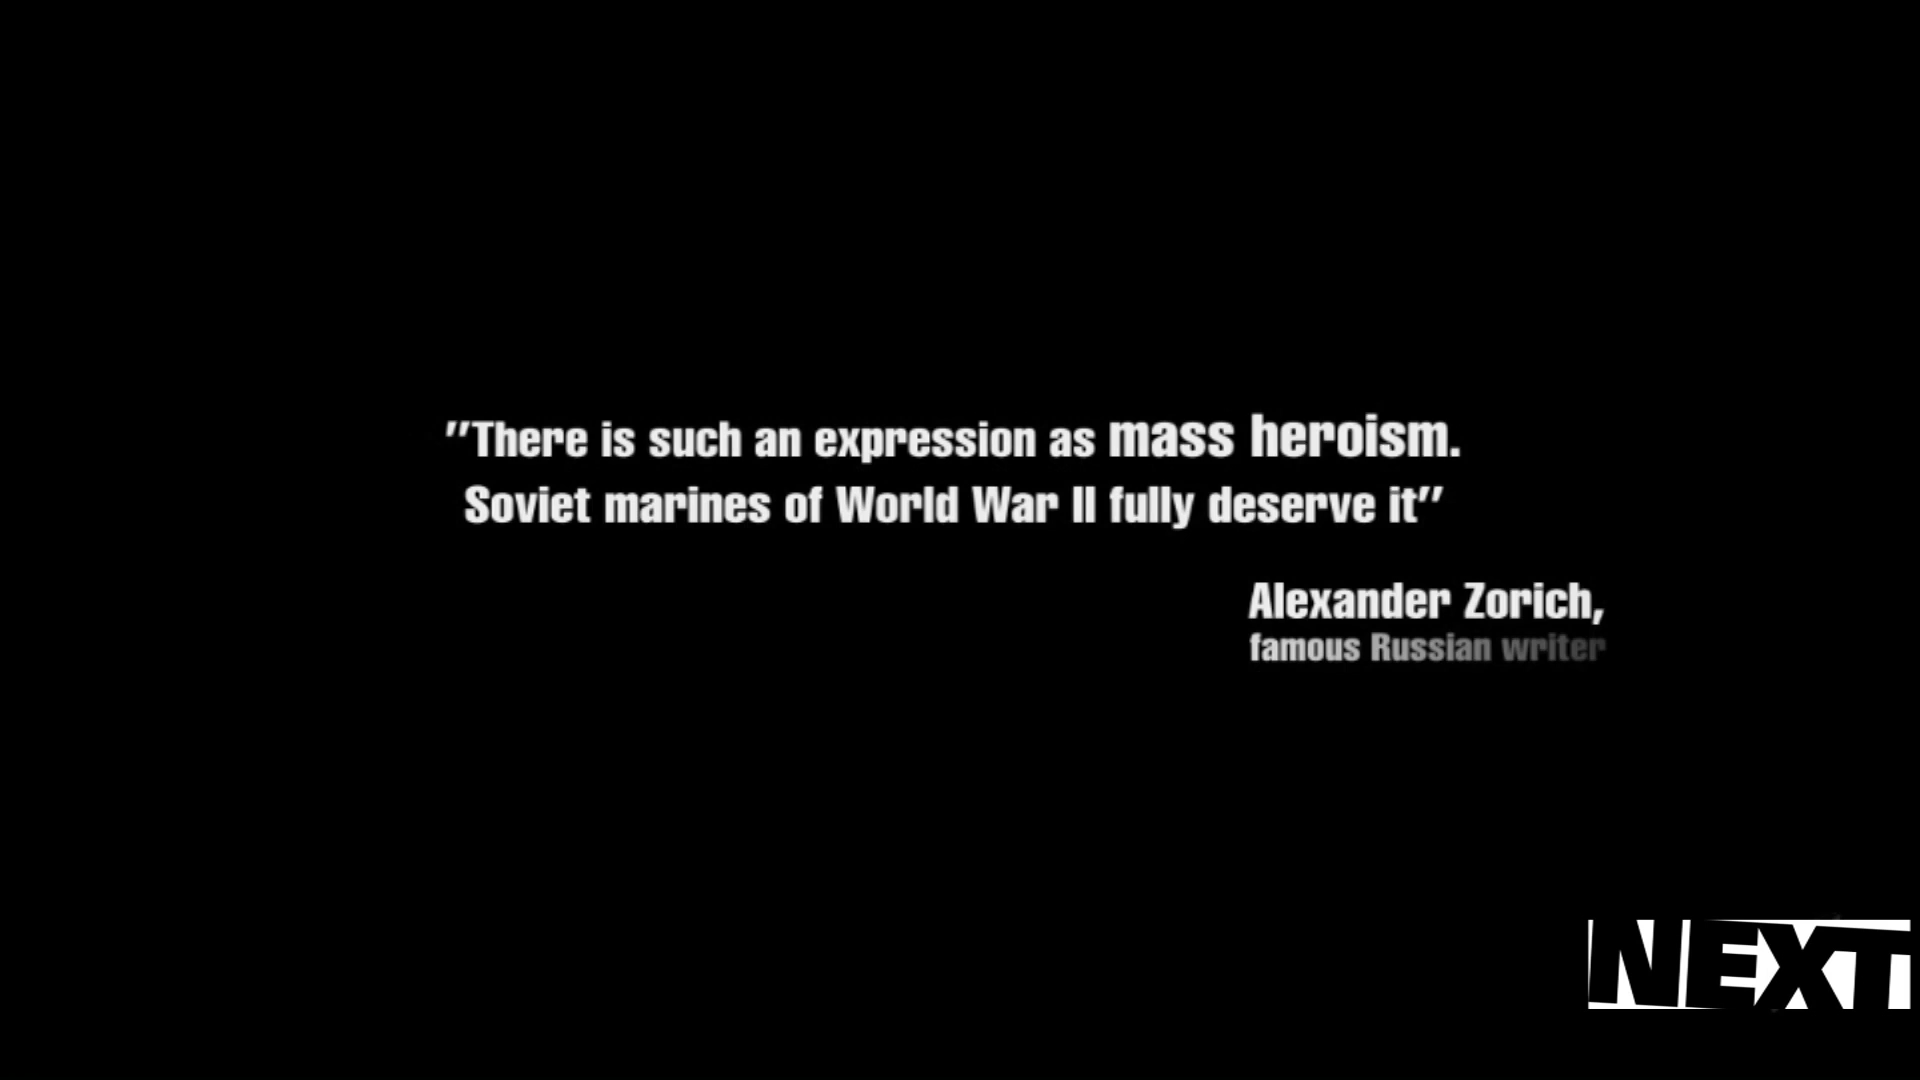 "There is such an expression as mass heroism.
Soviet marines of World War II fully deserve it"
Alexander Zorich,
famous Russian writer
NEXT